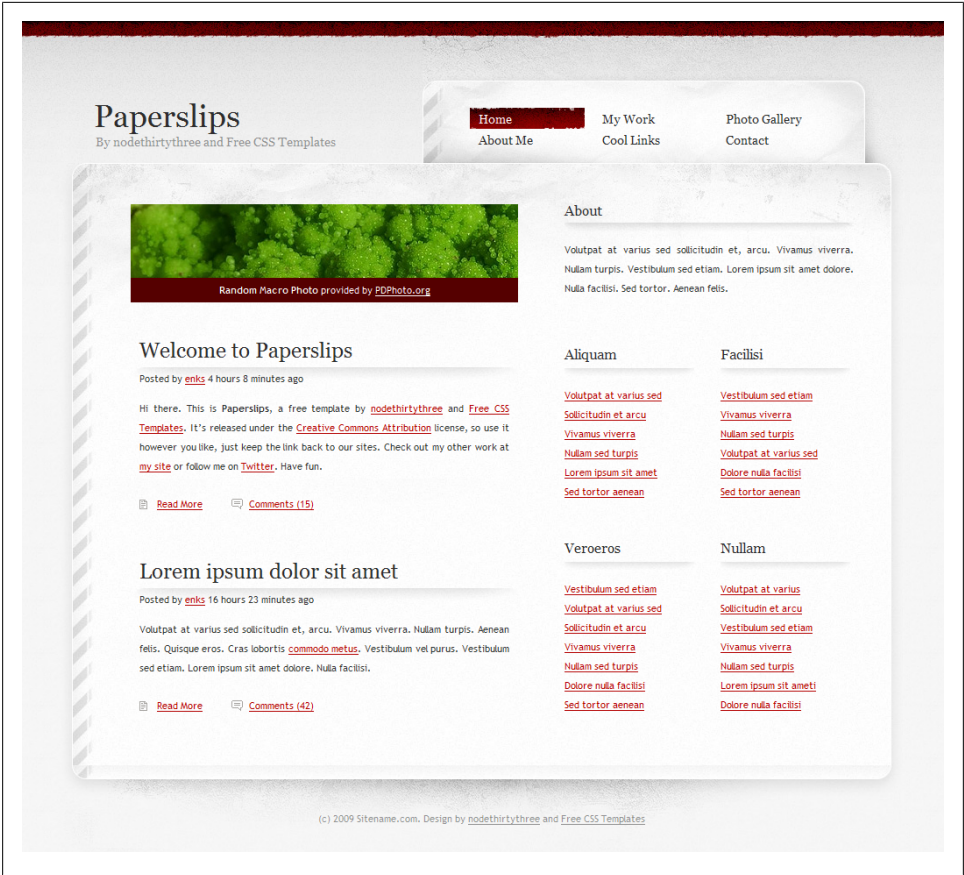 Paperslips
By nodethirtythree and Free CSS Templates
Home My Work Photo Gallery
About Me Cool Links Contact
Random Macro Photo provided by PDPhoto.org
Welcome to Paperslips
Posted by enks 4 hours 8 minutes ago
Hi there. This is Paperslips, a free template by nodethirtythree and Free CSS
Templates. It's released under the Creative Commons Attribution license, so use it
however you like, just keep the link back to our sites. Check out my other work at
my site or follow me on Twitter. Have fun.
Read More Comments (15)
Lorem ipsum dolor sit amet
Posted by enks 16 hours 23 minutes ago
Volutpat at varius sed sollicitudin et, arcu. Vivamus viverra. Nullam turpis. Aenean
felis. Quisque eros. Cras lobortis commodo metus. Vestibulum vel purus. Vestibulum
sed etiam. Lorem ipsum sit amet dolore. Nulla facilisi.
Read More Comments (42)
About
Volutpat at varius sed sollicitudin et, arcu. Vivamus viverra.
Nullam turpis. Vestibulum sed etiam. Lorem ipsum sit amet dolore.
Nulla facilisi. Sed tortor. Aenean felis.
Aliquam
Volutpat at varius sed
Sollicitudin et arcu
Vivamus viverra
Nullam sed turpis
Lorem ipsum sit amet
Sed tortor aenean
Facilisi
Vestibulum sed etiam
Vivamus viverra
Nullam sed turpis
Volutpat at varius sed
Dolore nulla facilisi
Sed tortor aenean
Veroeros
Vestibulum sed etiam
Volutpat at varius sed
Sollicitudin et arcu
Vivamus viverra
Nullam sed turpis
Dolore nulla facilisi
Sed tortor aenean
Nullam
Volutpat at varius
Sollicitudin et arcu
Vestibulum sed etiam
Vivamus viverra
Nullam sed turpis
Lorem ipsum sit ameti
Dolore nulla facilisi
(c) 2009 Sitename.com. Design by nodethirtythree and Free CSS Templates